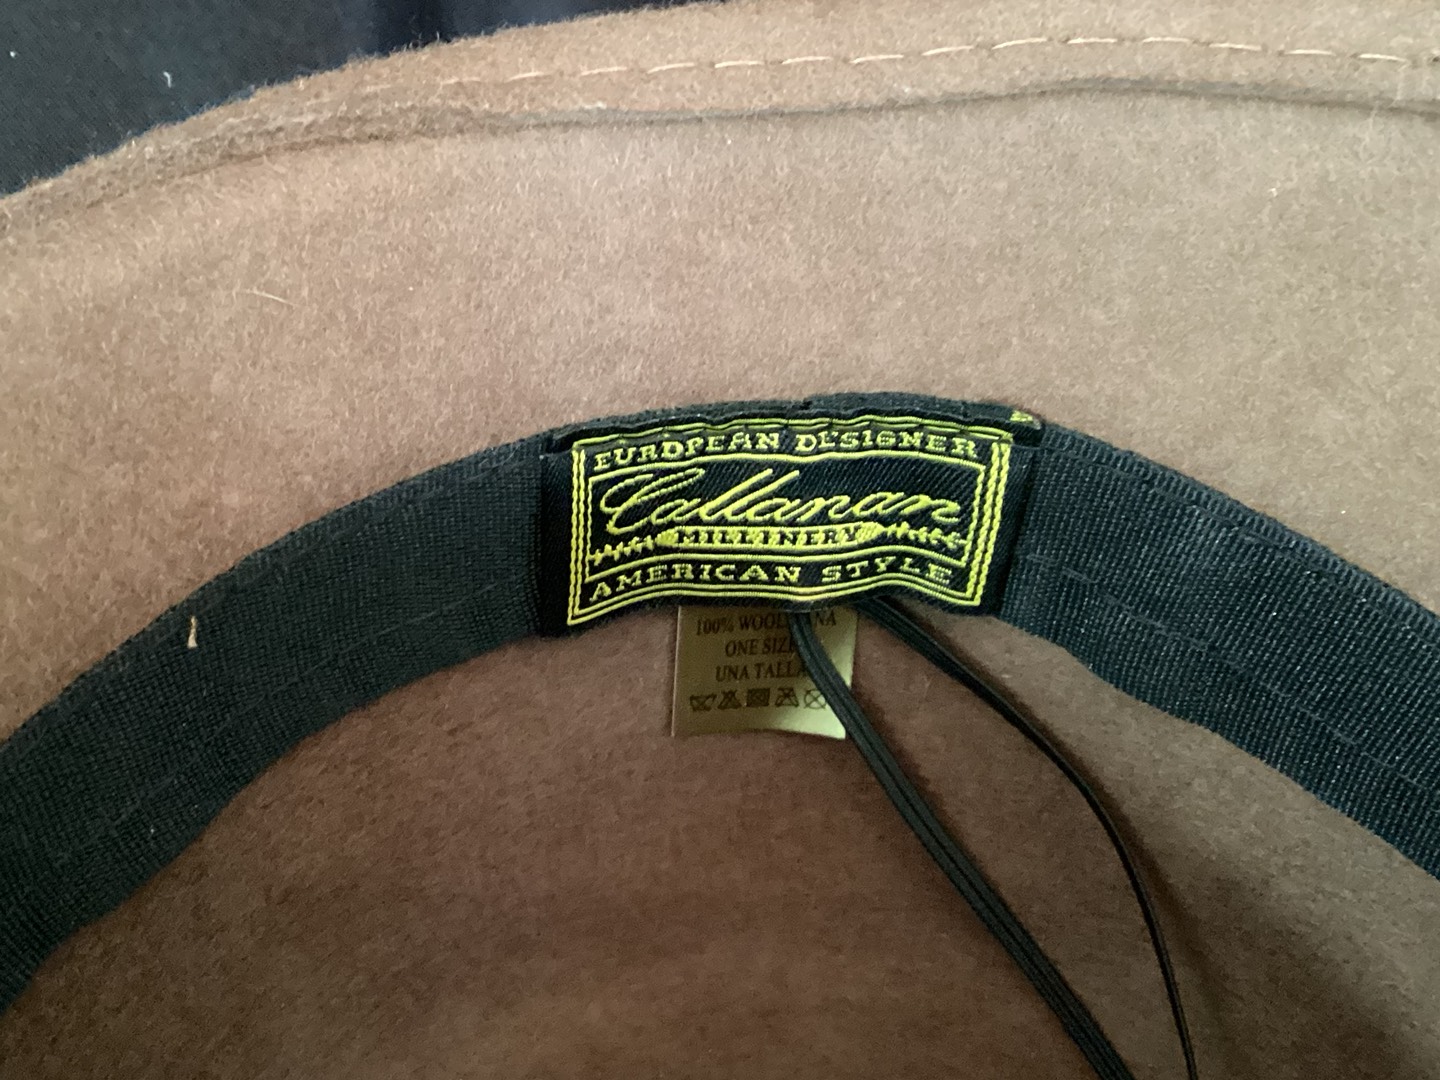 EUROPEAN DESIGNER
Callanan
MILLINERY
AMERICAN STYLE
100% WOOL
ONE SIZE
UNA TALLA